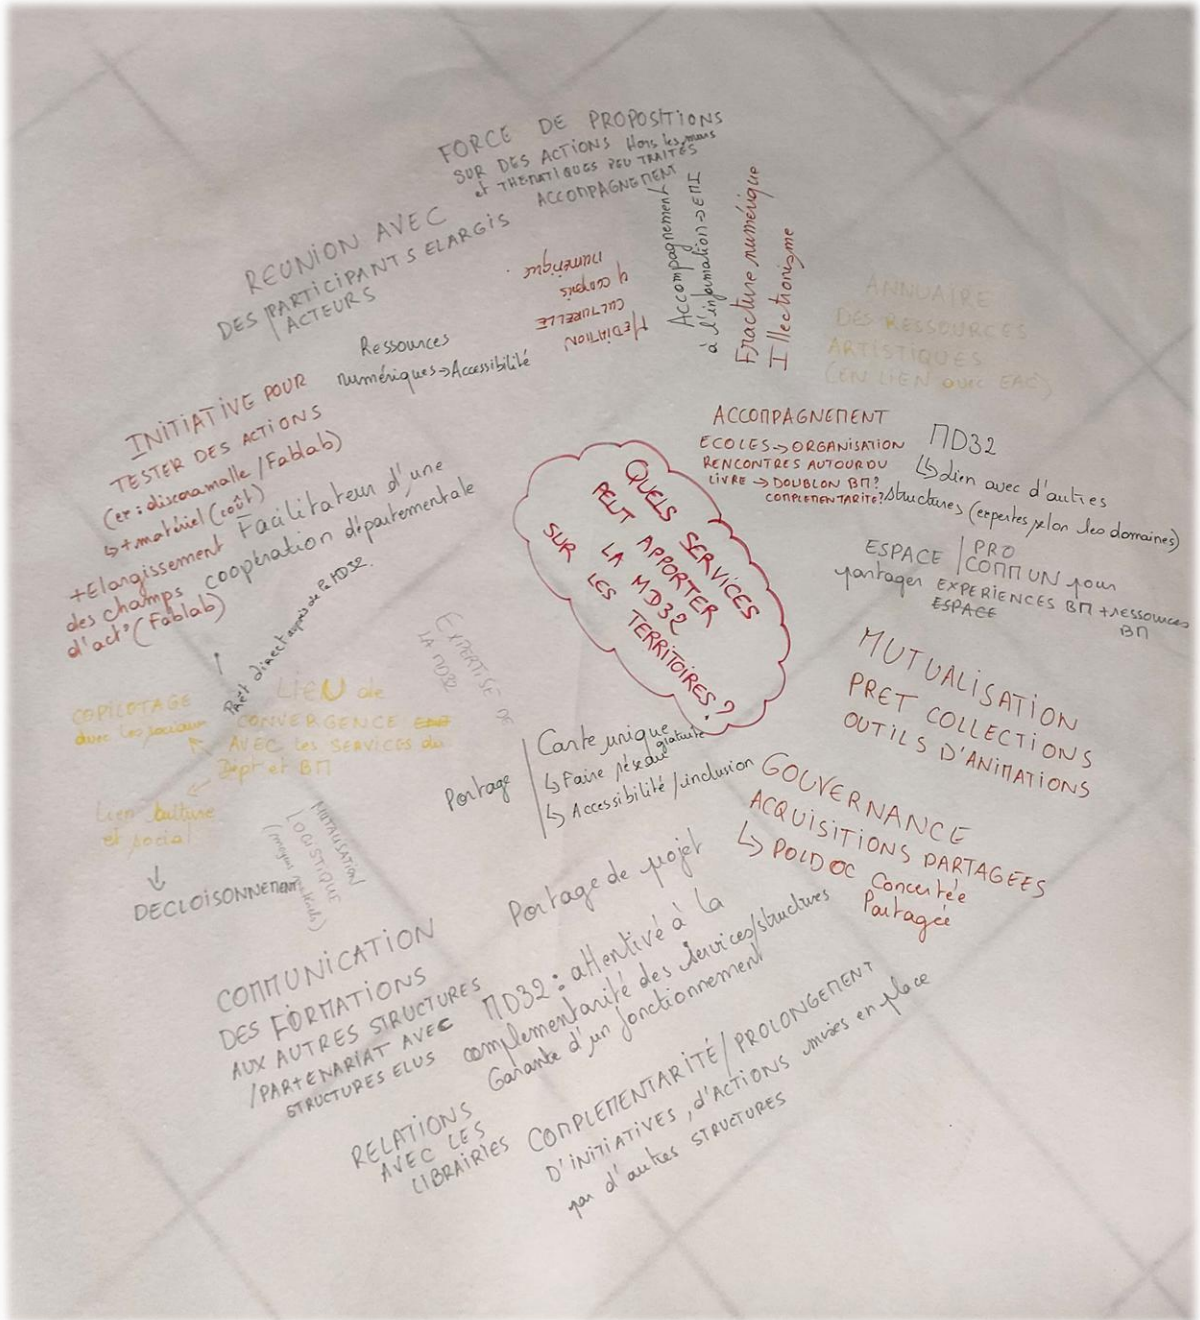 QUELS SERVICES
PEUT APPORTER
LA MD32
SUR LES TERRITOIRES ?
FORCE DE PROPOSITIONS
SUR DES ACTIONS Hors les murs
et THEMATIQUES PEU TRAITÉS
ACCOMPAGNEMENT
REUNION AVEC
DES PARTICIPANTS ELARGIS
ACTEURS
Ressources
numériques → Accessibilité
MEDIATION
CULTURELLE
y compris
numérique.
Accompagnement
à l'information → EMI
Fracture numérique
Illectronisme
ANNUAIRE
DES RESSOURCES
ARTISTIQUES
(EN LIEN avec EAC)
ACCOMPAGNEMENT
ECOLES → ORGANISATION
RENCONTRES AUTOUR DU
LIVRE → DOUBLON BM?
COMPLEMENTARITE?
MD32
↳ Lien avec d'autres
structures (expertes selon les domaines)
ESPACE | PRO
COMMUN pour
partager EXPERIENCES BM + ressources
ESPACE BM
MUTUALISATION
PRET COLLECTIONS
OUTILS D'ANIMATIONS
GOUVERNANCE
ACQUISITIONS PARTAGEES
↳ POLDOC Concertée
Partagée
INITIATIVE POUR
TESTER DES ACTIONS
(ex: discomamalle / Fablab)
↳ + matériel (coût)
+ Elargissement
des champs
d'act° (Fablab)
Facilitateur d'une
coopération départementale
Prêt direct auprès de la MD32.
EXPERTISE DE
LA MD32
LIEU de
CONVERGENCE
AVEC les SERVICES du
Dept et BM
COPILOTAGE
avec les sociaux
Lien culture
et social
↓
DECLOISONNEMENT
MUTALISATION
LOGISTIQUE
Portage
Carte unique
gratuite
↳ Faire réseau
↳ Accessibilité / inclusion
Portage de projet
MD32 : attentive à la
complémentarité des services/structures
Garante d'un fonctionnement
COMMUNICATION
DES FORMATIONS
AUX AUTRES STRUCTURES
/PARTENARIAT AVEC
STRUCTURES ELUS
RELATIONS
AVEC LES
LIBRAIRIES
COMPLEMENTARITÉ / PROLONGEMENT
D'INITIATIVES, d'ACTIONS mises en place
par d'autres STRUCTURES